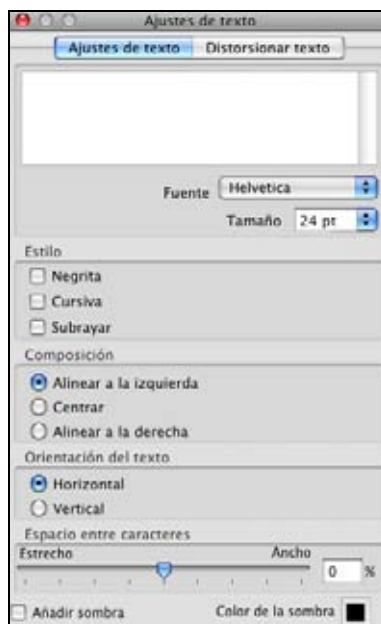 Ajustes de texto
Ajustes de texto Distorsionar texto
Fuente Helvetica
Tamaño 24 pt
Estilo
Negrita
Cursiva
Subrayar
Composición
Alinear a la izquierda
Centrar
Alinear a la derecha
Orientación del texto
Horizontal
Vertical
Espacio entre caracteres
Estrecho Ancho
0 %
Añadir sombra Color de la sombra